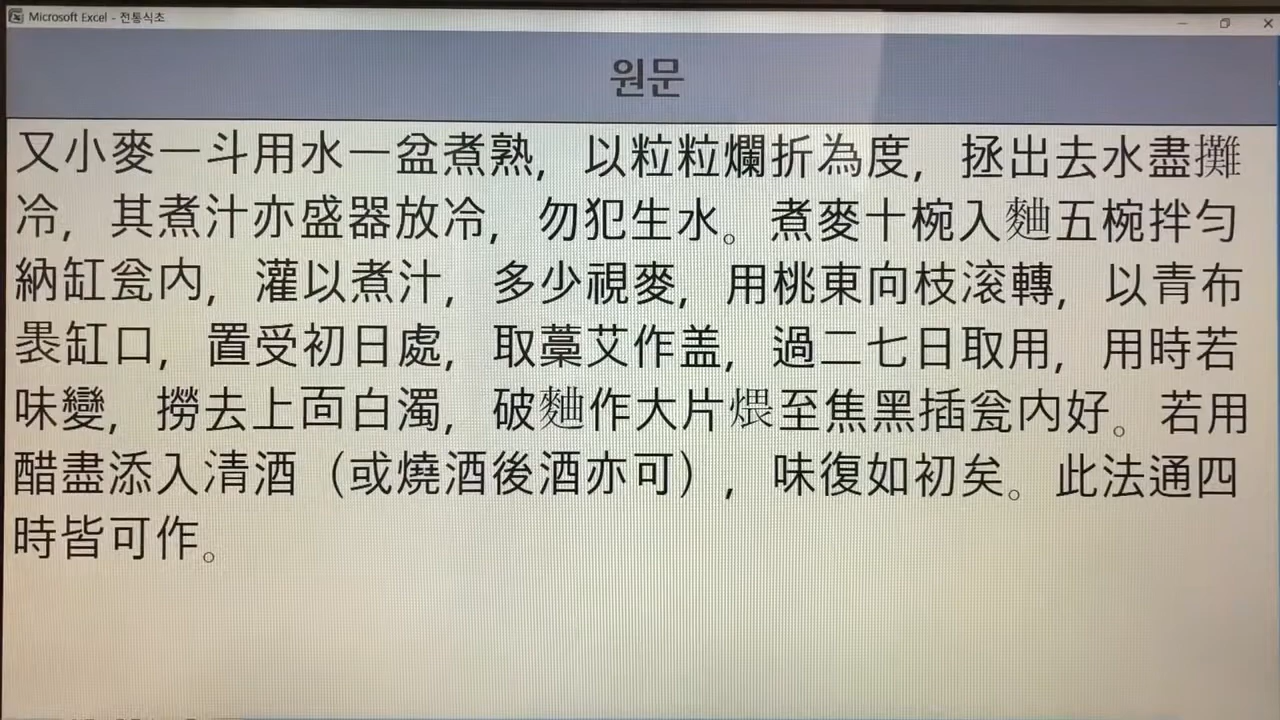 Microsoft Excel - 전통식초
원문
又小麥一斗用水一盆煮熟，以粒粒爛折為度，拯出去水盡攤
冷，其煮汁亦盛器放冷，勿犯生水。煮麥十椀入麯五椀拌匀
納缸瓮内，灌以煮汁，多少視麥，用桃東向枝滚轉，以青布
褁缸口，置受初日處，取藁艾作盖，過二七日取用，用時若
味變，撈去上面白濁，破麯作大片煨至焦黑插瓮内好。若用
醋盡添入清酒（或燒酒後酒亦可），味復如初矣。此法通四
時皆可作。